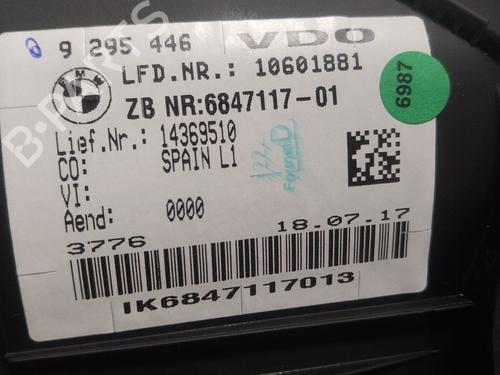 9 295 446 VDO
BMW
LFD.NR.: 10601881
ZB NR:6847117-01
6987
Lief.Nr.: 14369510
CO: SPAIN L1
VI:
Aend: 0000
18.07.17
3776
IK6847117013
B-PARTS